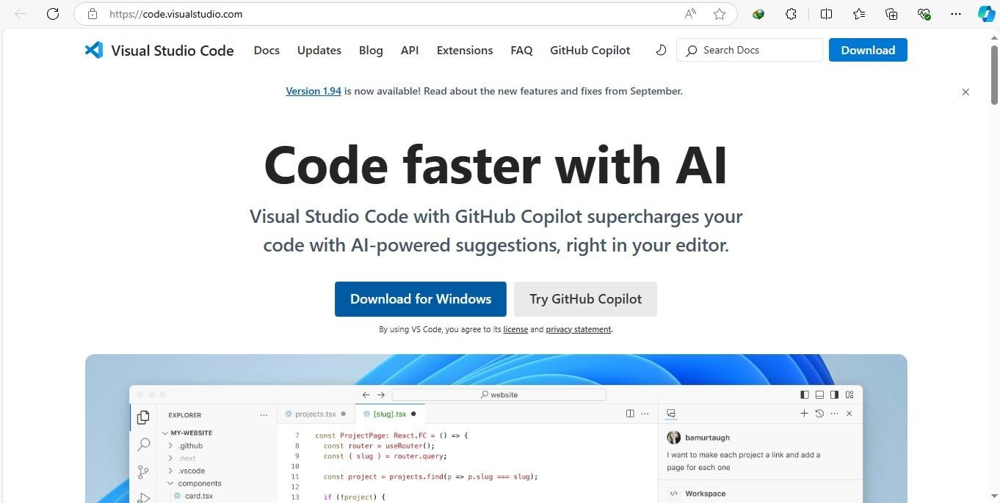 https://code.visualstudio.com
Visual Studio Code Docs Updates Blog API Extensions FAQ GitHub Copilot Search Docs Download
Version 1.94 is now available! Read about the new features and fixes from September.
Code faster with AI
Visual Studio Code with GitHub Copilot supercharges your
code with AI-powered suggestions, right in your editor.
Download for Windows Try GitHub Copilot
By using VS Code, you agree to its license and privacy statement.
website
EXPLORER
MY-WEBSITE
.github
.next
.vscode
components
card.tsx
projects.tsx [slug].tsx
7 const ProjectPage: React.FC = () => {
8 const router = useRouter();
9 const { slug } = router.query;
10
11 const project = projects.find(p => p.slug === slug);
12
13 if (!project) {
bamurtaugh
I want to make each project a link and add a
page for each one
Workspace